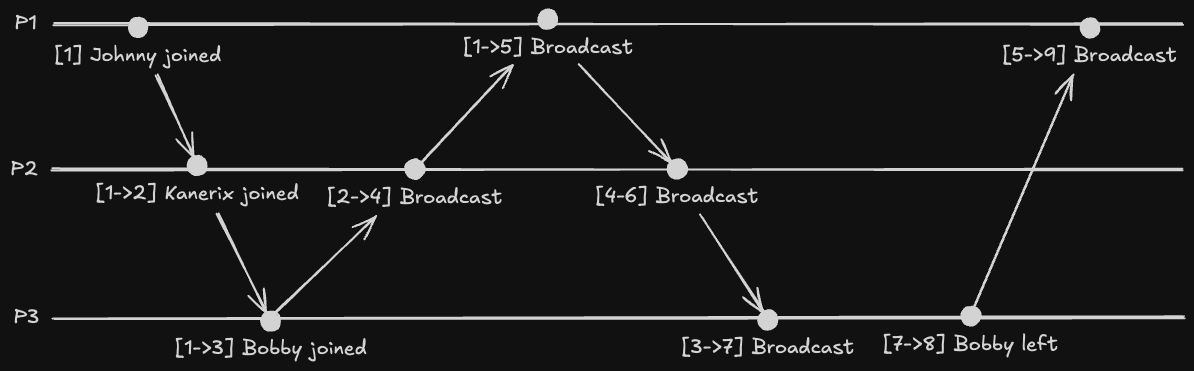 P1
[1] Johnny joined
[1->5] Broadcast
[5->9] Broadcast
P2
[1->2] Kanerix joined
[2->4] Broadcast
[4-6] Broadcast
P3
[1->3] Bobby joined
[3->7] Broadcast
[7->8] Bobby left